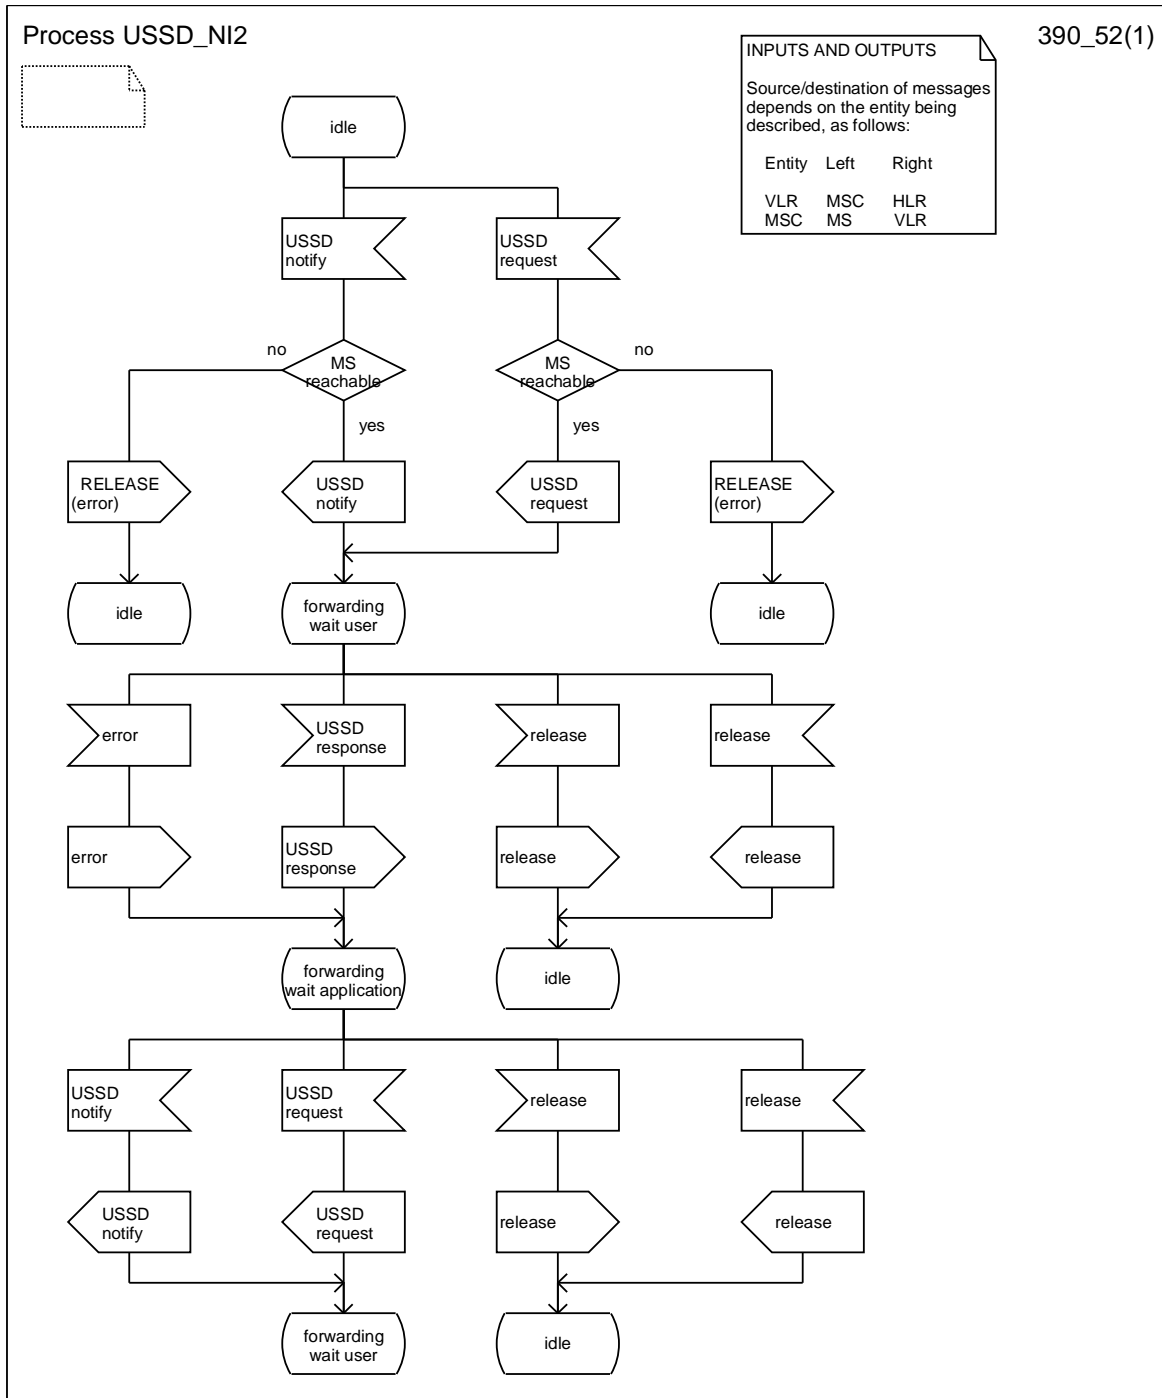 Process USSD_NI2
390_52(1)
INPUTS AND OUTPUTS
Source/destination of messages
depends on the entity being
described, as follows:
Entity Left Right
VLR MSC HLR
MSC MS VLR
idle
USSD
notify
USSD
request
no
MS
reachable
MS
reachable
no
yes
yes
RELEASE
(error)
USSD
notify
USSD
request
RELEASE
(error)
idle
forwarding
wait user
idle
error
USSD
response
release
release
error
USSD
response
release
release
forwarding
wait application
idle
USSD
notify
USSD
request
release
release
USSD
notify
USSD
request
release
release
forwarding
wait user
idle